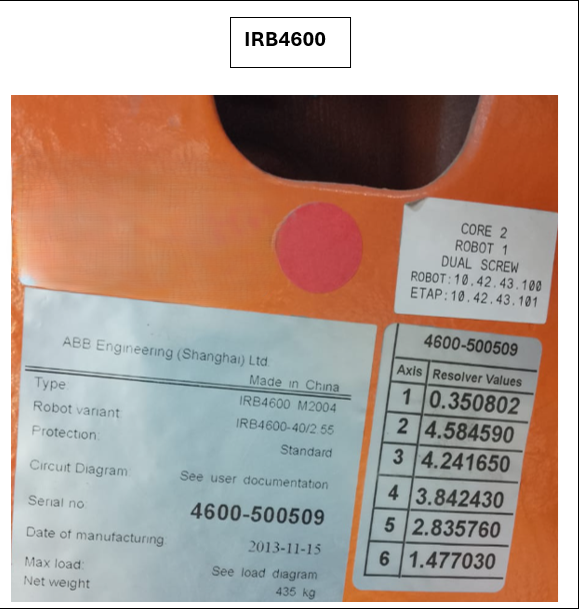 IRB4600
CORE 2
ROBOT 1
DUAL SCREW
ROBOT:10.42.43.100
ETAP:10.42.43.101
ABB Engineering (Shanghai) Ltd.
Made in China
Type IRB4600 M2004
Robot variant: IRB4600-40/2.55
Protection: Standard
Circuit Diagram: See user documentation
Serial no 4600-500509
Date of manufacturing: 2013-11-15
Max load: See load diagram
Net weight 435 kg
4600-500509
Axis Resolver Values
1 0.350802
2 4.584590
3 4.241650
4 3.842430
5 2.835760
6 1.477030